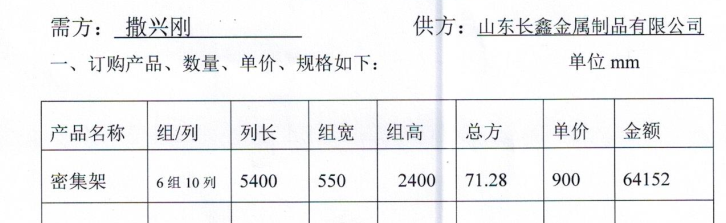 需方：撒兴刚 供方：山东长鑫金属制品有限公司
一、订购产品、数量、单价、规格如下： 单位 mm
产品名称 组/列 列长 组宽 组高 总方 单价 金额
密集架 6 组 10 列 5400 550 2400 71.28 900 64152